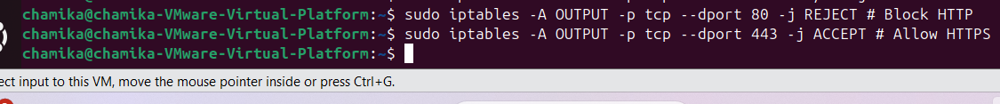 chamika@chamika-VMware-Virtual-Platform:~$ sudo iptables -A OUTPUT -p tcp --dport 80 -j REJECT # Block HTTP
chamika@chamika-VMware-Virtual-Platform:~$ sudo iptables -A OUTPUT -p tcp --dport 443 -j ACCEPT # Allow HTTPS
chamika@chamika-VMware-Virtual-Platform:~$
ect input to this VM, move the mouse pointer inside or press Ctrl+G.